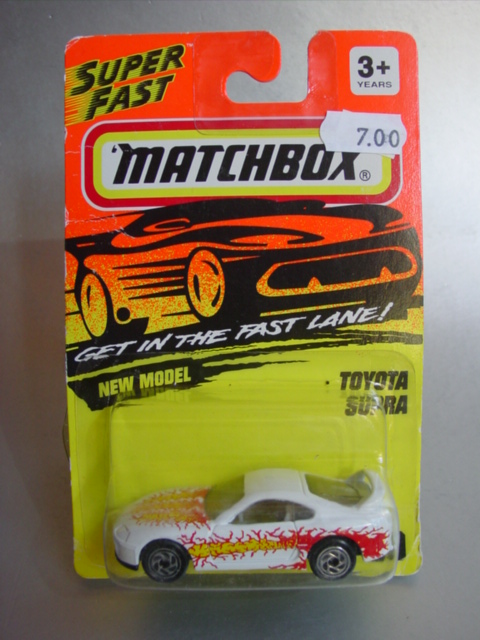 SUPER
FAST
3+
YEARS
7.00
"MATCHBOX®
GET IN THE FAST LANE!
NEW MODEL
TOYOTA
SUPRA